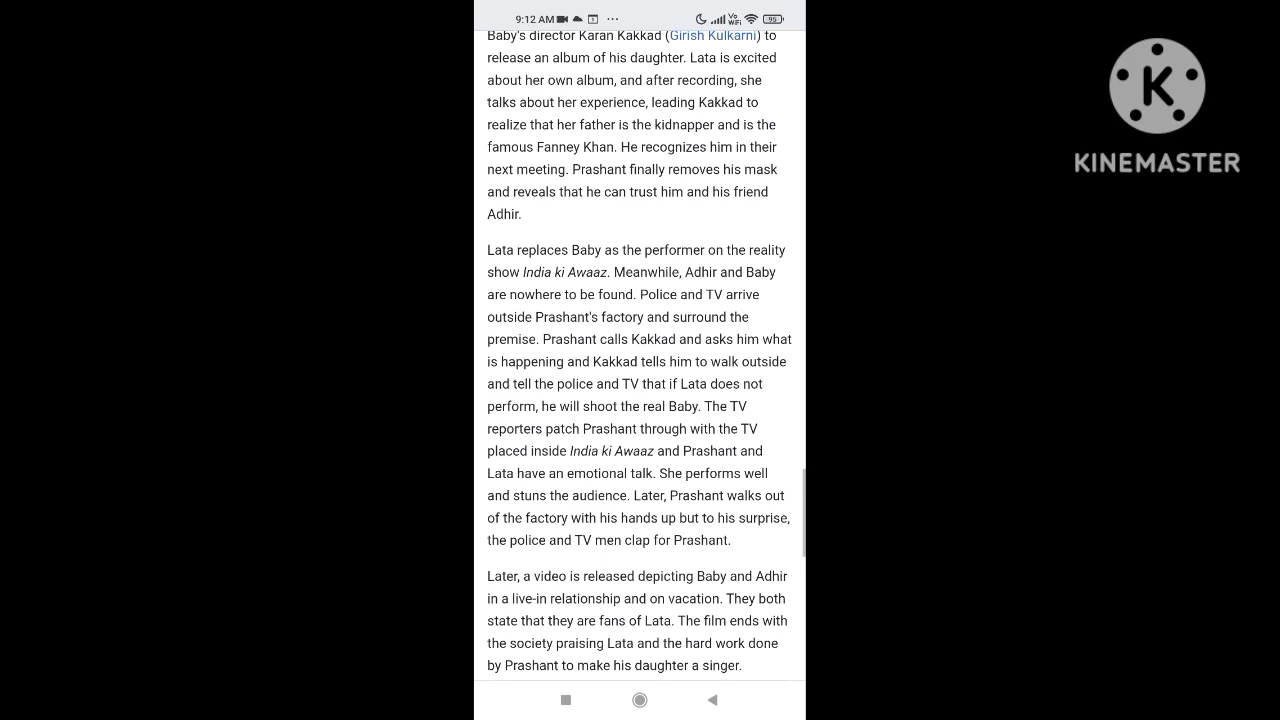 9:12 AM
Vo
WiFi
95
Baby's director Karan Kakkad (Girish Kulkarni) to
release an album of his daughter. Lata is excited
about her own album, and after recording, she
talks about her experience, leading Kakkad to
realize that her father is the kidnapper and is the
famous Fanney Khan. He recognizes him in their
next meeting. Prashant finally removes his mask
and reveals that he can trust him and his friend
Adhir.
Lata replaces Baby as the performer on the reality
show India ki Awaaz. Meanwhile, Adhir and Baby
are nowhere to be found. Police and TV arrive
outside Prashant's factory and surround the
premise. Prashant calls Kakkad and asks him what
is happening and Kakkad tells him to walk outside
and tell the police and TV that if Lata does not
perform, he will shoot the real Baby. The TV
reporters patch Prashant through with the TV
placed inside India ki Awaaz and Prashant and
Lata have an emotional talk. She performs well
and stuns the audience. Later, Prashant walks out
of the factory with his hands up but to his surprise,
the police and TV men clap for Prashant.
Later, a video is released depicting Baby and Adhir
in a live-in relationship and on vacation. They both
state that they are fans of Lata. The film ends with
the society praising Lata and the hard work done
by Prashant to make his daughter a singer.
K
KINEMASTER